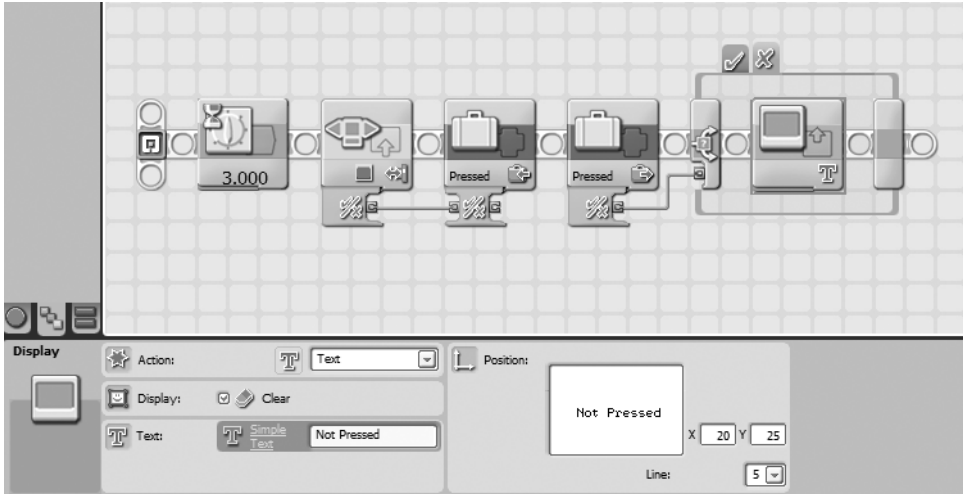 3.000
Pressed
Pressed
T
Display
Action:
T
Text
Position:
Display:
Clear
T
Text:
T
Simple
Text
Not Pressed
Not Pressed
X
20
Y
25
Line:
5